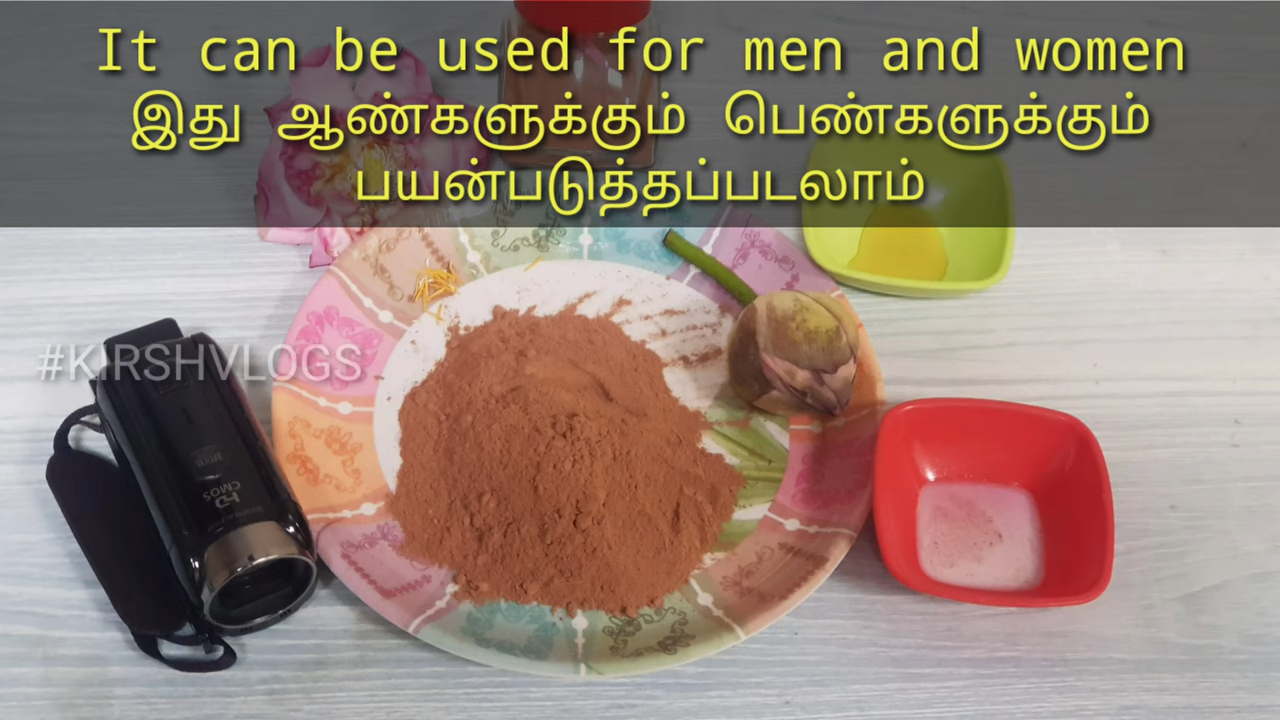 It can be used for men and women
இது ஆண்களுக்கும் பெண்களுக்கும்
பயன்படுத்தப்படலாம்
#KIRSHVLOGS
HD
CMOS